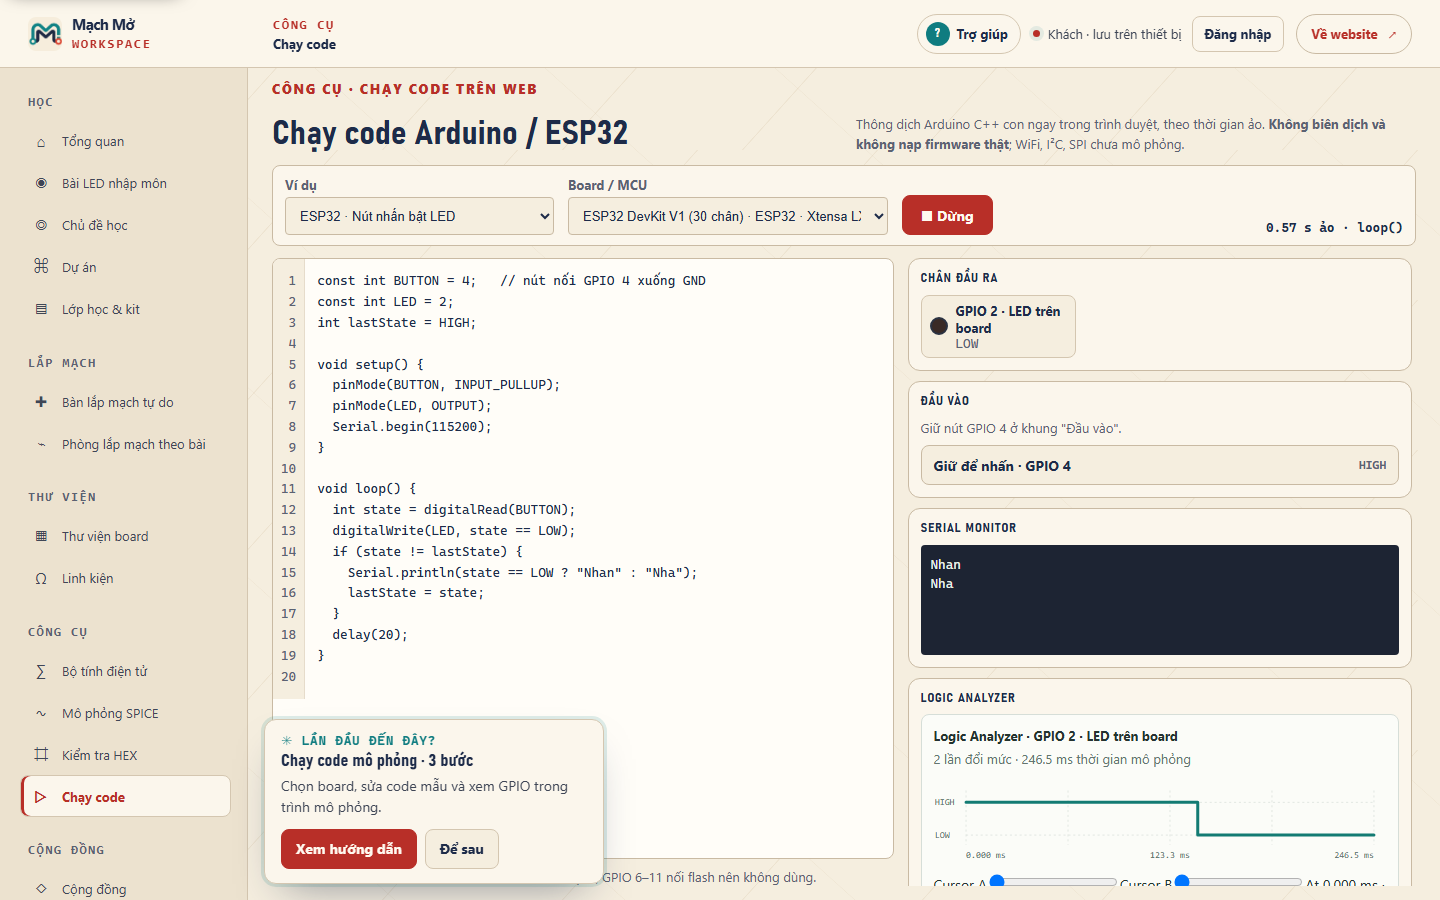 Mạch Mở
WORKSPACE
CÔNG CỤ
Chạy code
? Trợ giúp
Khách · lưu trên thiết bị
Đăng nhập
Về website ↗
HỌC
Tổng quan
Bài LED nhập môn
Chủ đề học
Dự án
Lớp học & kit
LẮP MẠCH
Bàn lắp mạch tự do
Phòng lắp mạch theo bài
THƯ VIỆN
Thư viện board
Linh kiện
CÔNG CỤ
Bộ tính điện tử
Mô phỏng SPICE
Kiểm tra HEX
Chạy code
CỘNG ĐỒNG
Cộng đồng
CÔNG CỤ · CHẠY CODE TRÊN WEB
Chạy code Arduino / ESP32
Thông dịch Arduino C++ con ngay trong trình duyệt, theo thời gian ảo. Không biên dịch và
không nạp firmware thật; WiFi, I²C, SPI chưa mô phỏng.
Ví dụ
ESP32 · Nút nhấn bật LED
Board / MCU
ESP32 DevKit V1 (30 chân) · ESP32 · Xtensa LX
Dừng
0.57 s ảo · loop()
1 const int BUTTON = 4;   // nút nối GPIO 4 xuống GND
2 const int LED = 2;
3 int lastState = HIGH;
4
5 void setup() {
6   pinMode(BUTTON, INPUT_PULLUP);
7   pinMode(LED, OUTPUT);
8   Serial.begin(115200);
9 }
10
11 void loop() {
12   int state = digitalRead(BUTTON);
13   digitalWrite(LED, state == LOW);
14   if (state != lastState) {
15     Serial.println(state == LOW ? "Nhan" : "Nha");
16     lastState = state;
17   }
18   delay(20);
19 }
20
LẦN ĐẦU ĐẾN ĐÂY?
Chạy code mô phỏng · 3 bước
Chọn board, sửa code mẫu và xem GPIO trong
trình mô phỏng.
Xem hướng dẫn
Để sau
GPIO 6–11 nối flash nên không dùng.
CHÂN ĐẦU RA
GPIO 2 · LED trên
board
LOW
ĐẦU VÀO
Giữ nút GPIO 4 ở khung "Đầu vào".
Giữ để nhấn · GPIO 4
HIGH
SERIAL MONITOR
Nhan
Nha
LOGIC ANALYZER
Logic Analyzer · GPIO 2 · LED trên board
2 lần đổi mức · 246.5 ms thời gian mô phỏng
HIGH
LOW
0.000 ms
123.3 ms
246.5 ms
Cursor A
Cursor B
At 0.000 ms ·